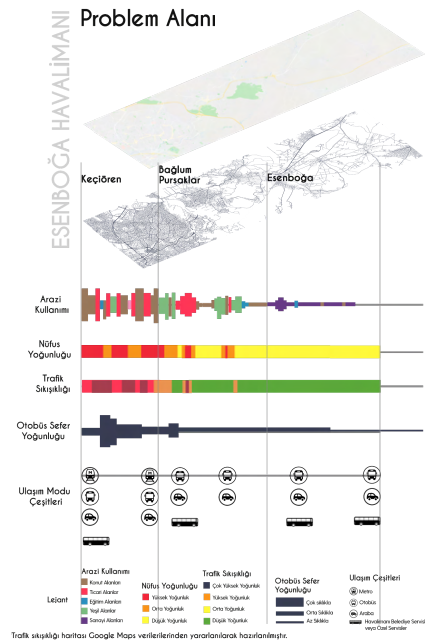 Problem Alanı
ESENBOĞA HAVALİMANI
Keçiören
Bağlum
Pursaklar
Esenboğa
Arazi
Kullanımı
Nüfus
Yoğunluğu
Trafik
Sıkışıklığı
Otobüs Sefer
Yoğunluğu
Ulaşım Modu
Çeşitleri
Lejant
Arazi Kullanımı
Konut Alanları
Ticari Alanlar
Eğitim Alanları
Yeşil Alanlar
Sanayi Alanları
Nüfus Yoğunluğu
Yüksek Yoğunluk
Orta Yoğunluk
Düşük Yoğunluk
Trafik Sıkışıklığı
Çok Yüksek Yoğunluk
Yüksek Yoğunluk
Orta Yoğunluk
Düşük Yoğunluk
Otobüs Sefer
Yoğunluğu
Çok sıklıkla
Orta Sıklıkla
Az Sıklıkla
Ulaşım Çeşitleri
Metro
Otobüs
Araba
Havalimanı Belediye Servisi
veya Özel Servisler
Trafik sıkışıklığı haritası Google Maps verilerilerinden yararlanılarak hazırlanılmıştır.